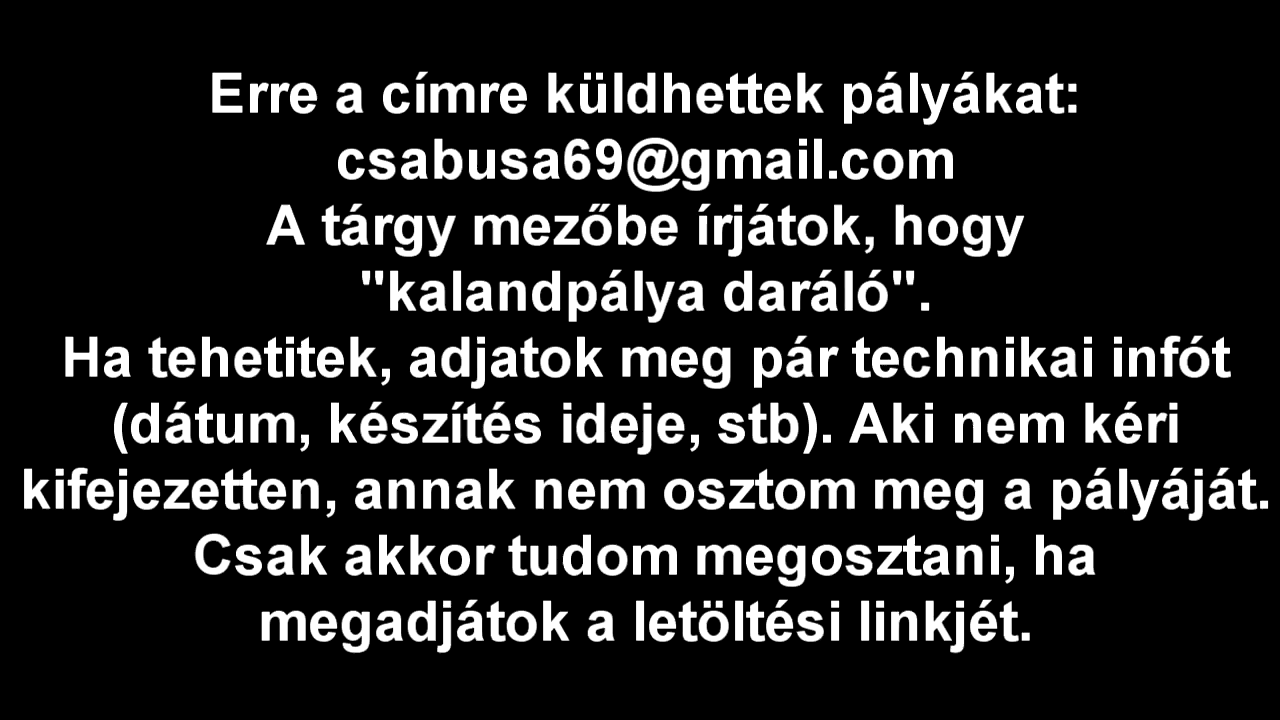 Erre a címre küldhettek pályákat:
csabusa69@gmail.com
A tárgy mezőbe írjátok, hogy
"kalandpálya daráló".
Ha tehetitek, adjatok meg pár technikai infót
(dátum, készítés ideje, stb). Aki nem kéri
kifejezetten, annak nem osztom meg a pályáját.
Csak akkor tudom megosztani, ha
megadjátok a letöltési linkjét.